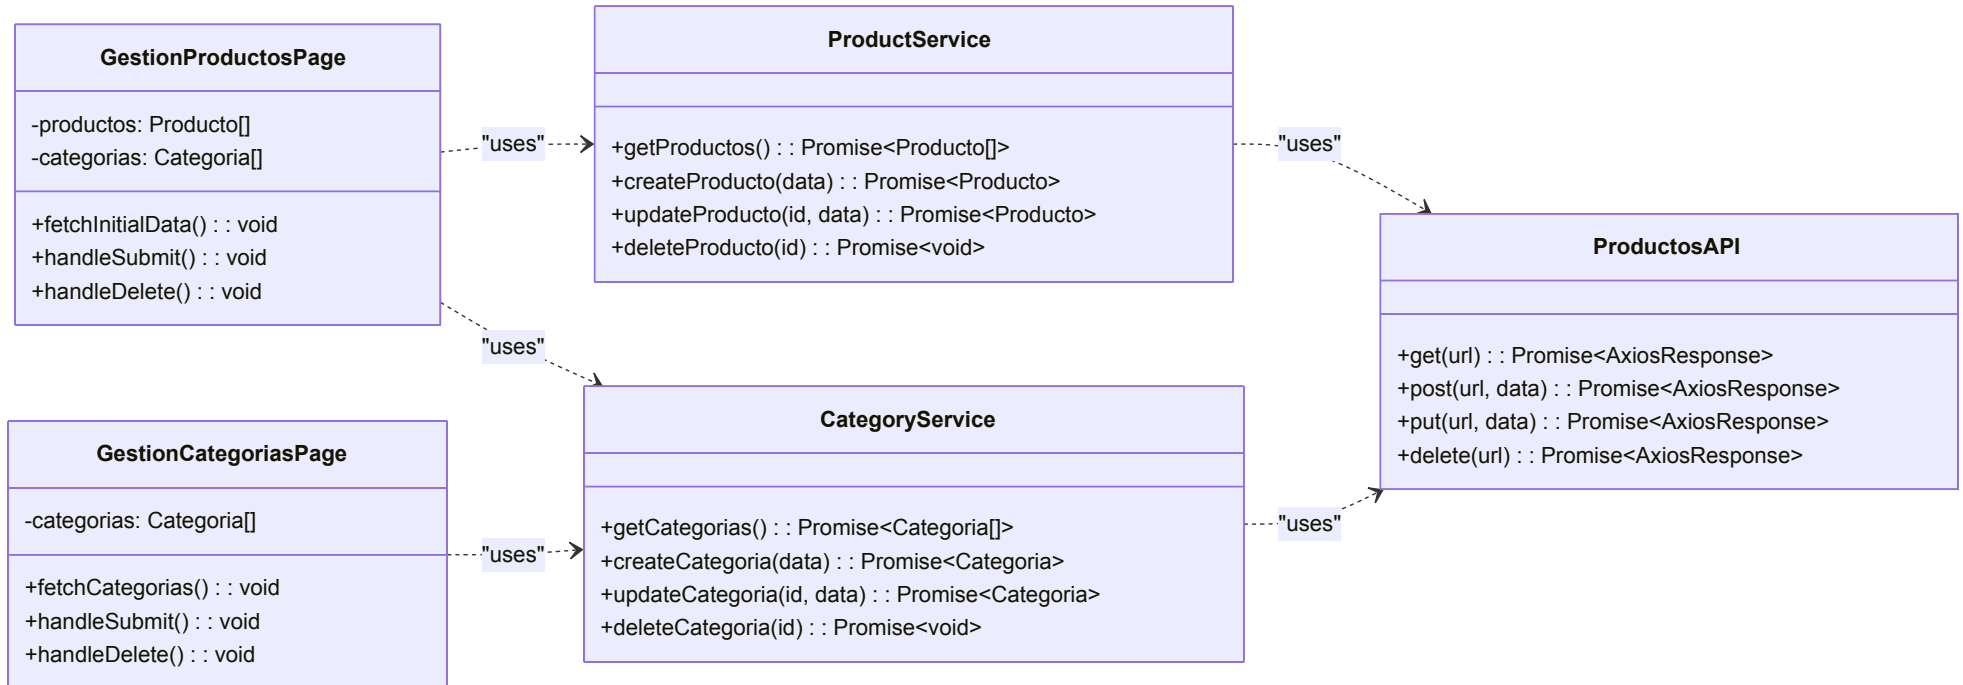 GestionProductosPage
-productos: Producto[]
-categorias: Categoria[]
+fetchInitialData() : : void
+handleSubmit() : : void
+handleDelete() : : void
"uses"
ProductService
+getProductos() : : Promise<Producto[]>
+createProducto(data) : : Promise<Producto>
+updateProducto(id, data) : : Promise<Producto>
+deleteProducto(id) : : Promise<void>
"uses"
ProductosAPI
+get(url) : : Promise<AxiosResponse>
+post(url, data) : : Promise<AxiosResponse>
+put(url, data) : : Promise<AxiosResponse>
+delete(url) : : Promise<AxiosResponse>
"uses"
GestionCategoriasPage
-categorias: Categoria[]
+fetchCategorias() : : void
+handleSubmit() : : void
+handleDelete() : : void
"uses"
CategoryService
+getCategorias() : : Promise<Categoria[]>
+createCategoria(data) : : Promise<Categoria>
+updateCategoria(id, data) : : Promise<Categoria>
+deleteCategoria(id) : : Promise<void>
"uses"